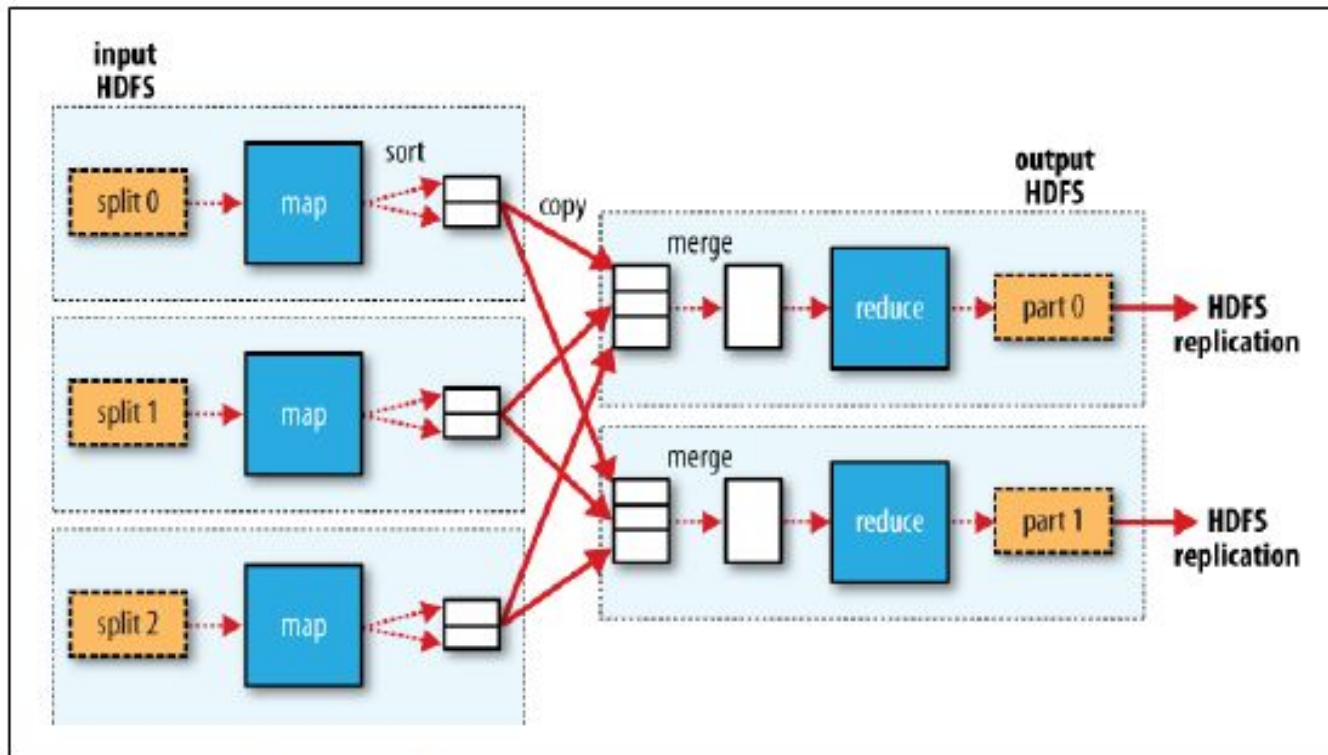 input
HDFS
split 0
map
sort
copy
split 1
map
split 2
map
output
HDFS
merge
reduce
part 0
HDFS
replication
merge
reduce
part 1
HDFS
replication